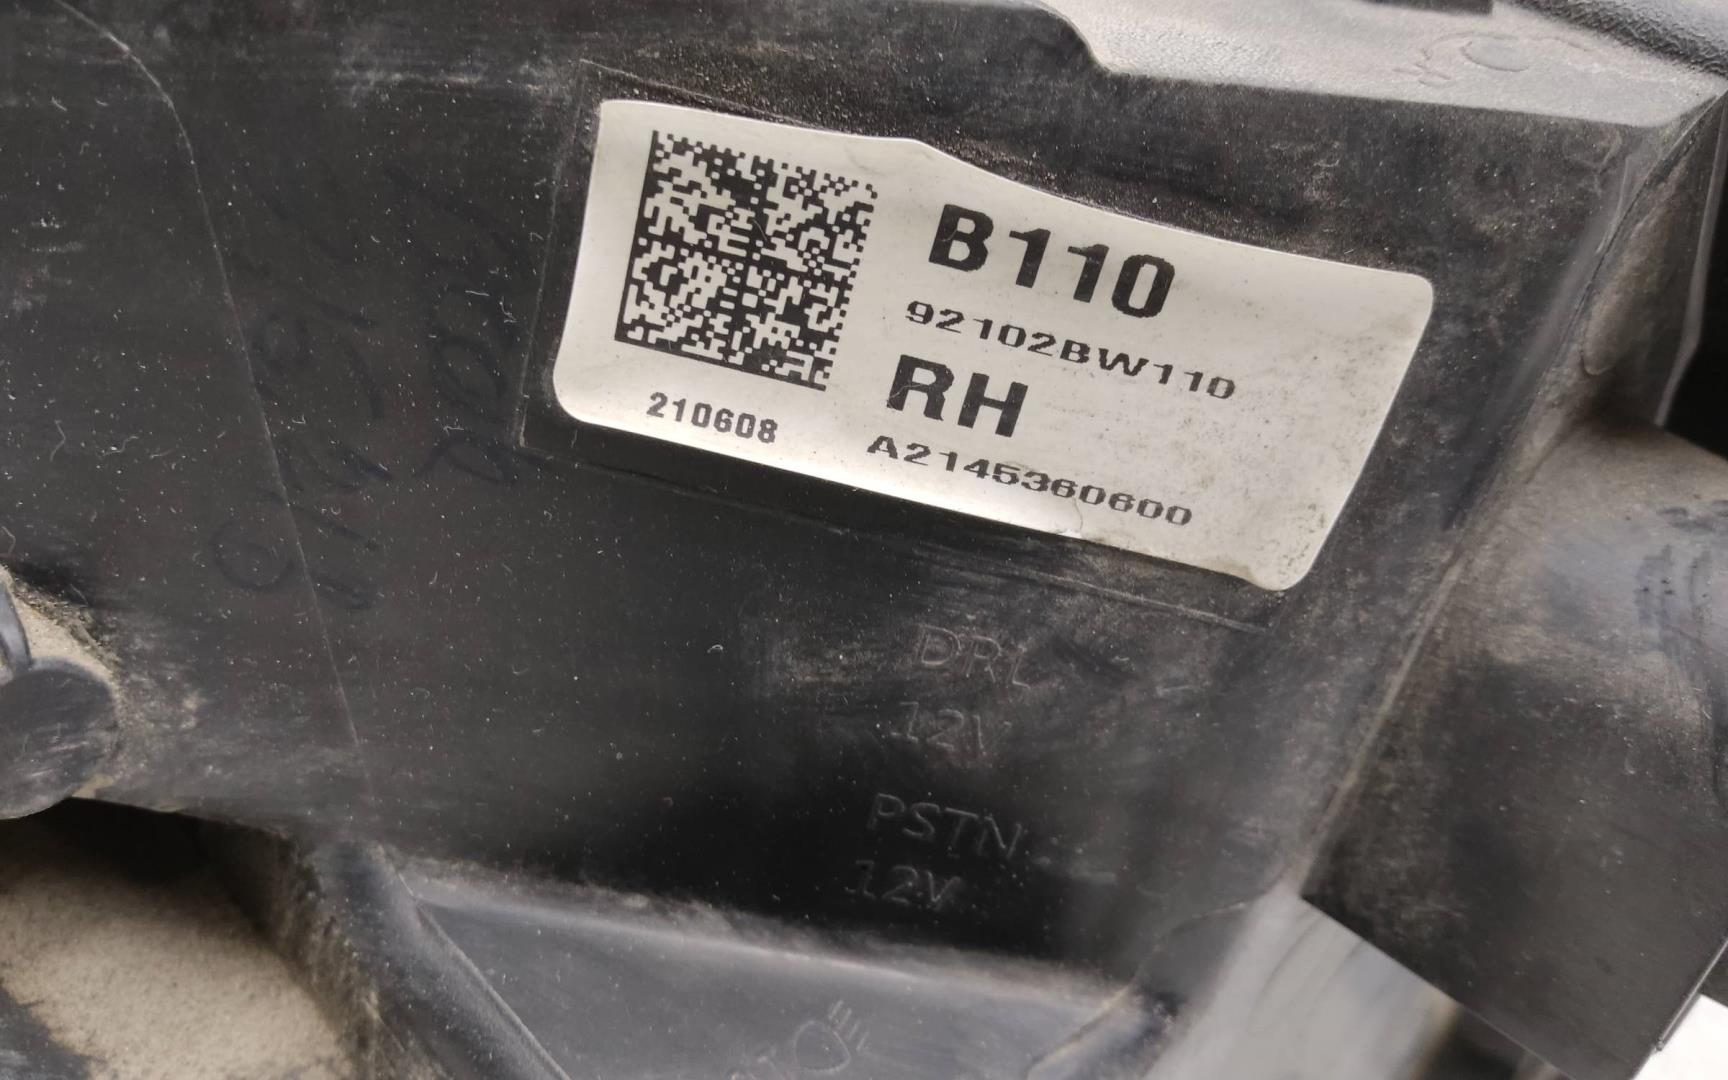 B110
92102BW110
RH
210608
A2145360600
DRL
12V
PSTN
12V